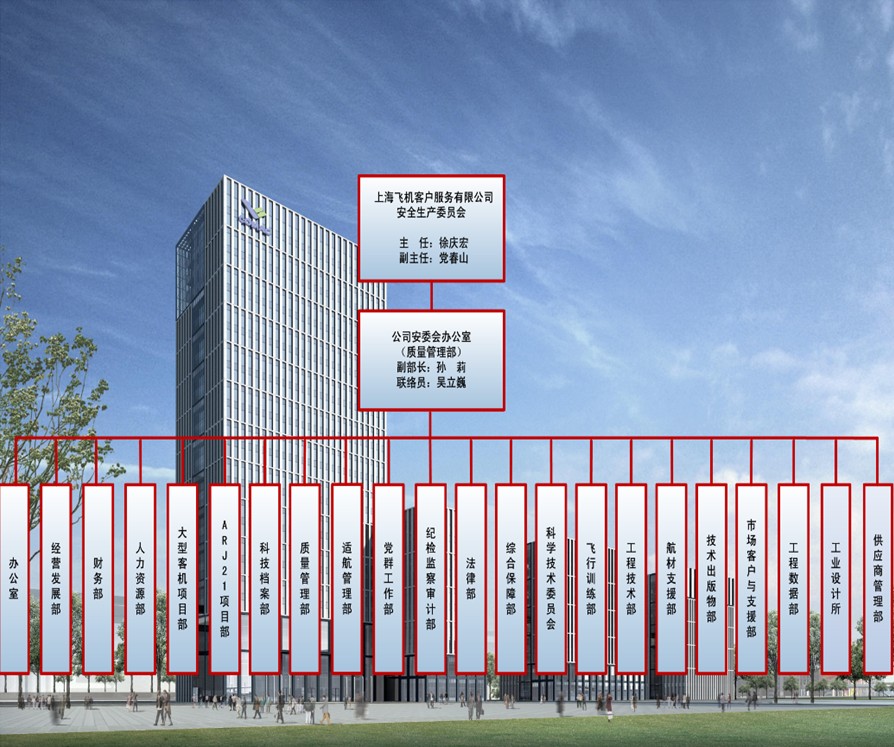 上海飞机客户服务有限公司
安全生产委员会
主　任：徐庆宏
副主任：党春山
公司安委会办公室
（质量管理部）
副部长：孙　莉
联络员：吴立巍
办公室
经营发展部
财务部
人力资源部
大型客机项目部
ARJ21项目部
科技档案部
质量管理部
适航管理部
党群工作部
纪检监察审计部
法律部
综合保障部
科学技术委员会
飞行训练部
工程技术部
航材支援部
技术出版物部
市场客户与支援部
工程数据部
工业设计所
供应商管理部